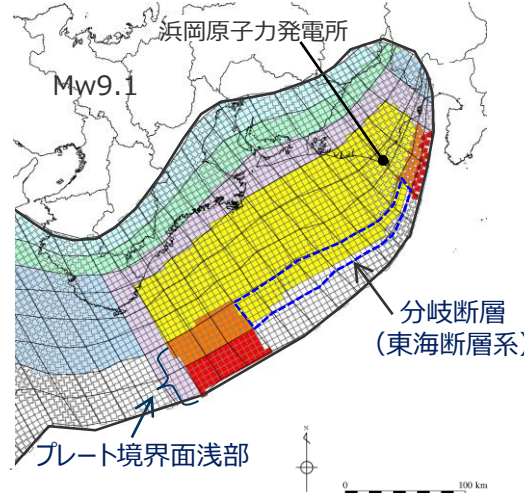 浜岡原子力発電所
Mw9.1
分岐断層
（東海断層系）
プレート境界面浅部
N
0
100 km